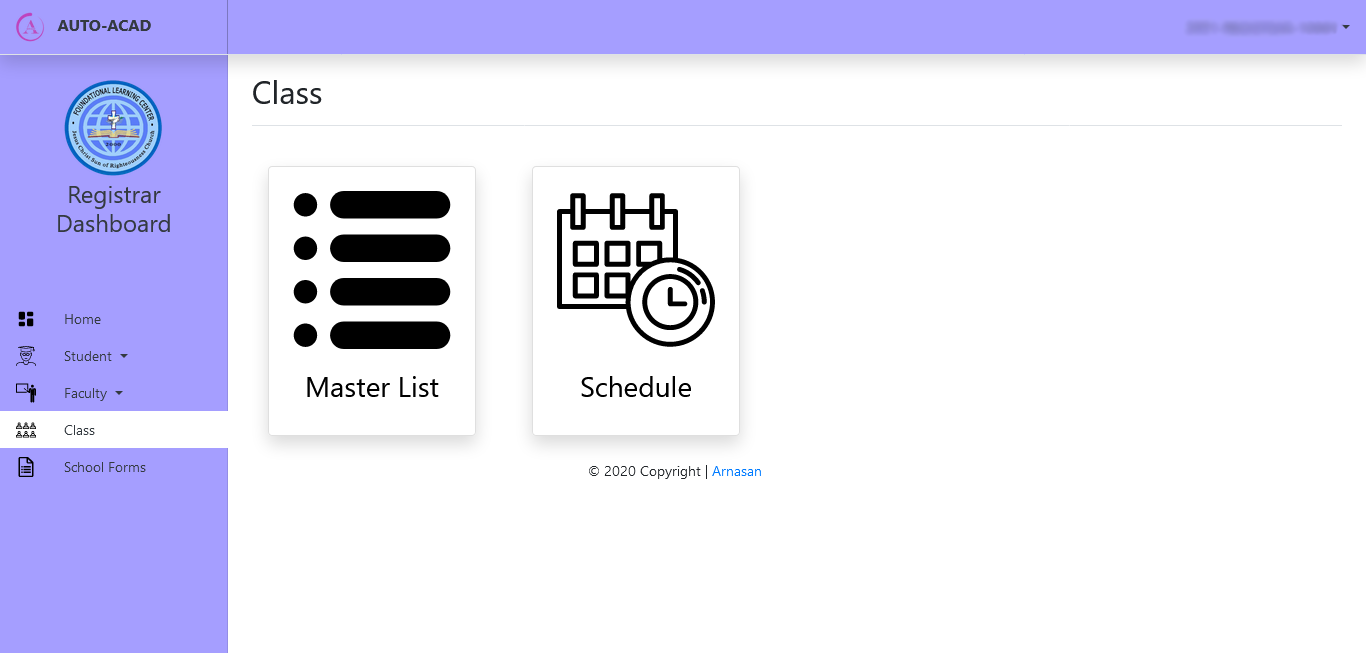 AUTO-ACAD
FOUNDATIONAL LEARNING CENTER
Jesus Christ Son of Righteousness Church
2000
Registrar
Dashboard
Home
Student
Faculty
Class
School Forms
Class
Master List
Schedule
© 2020 Copyright | Arnasan